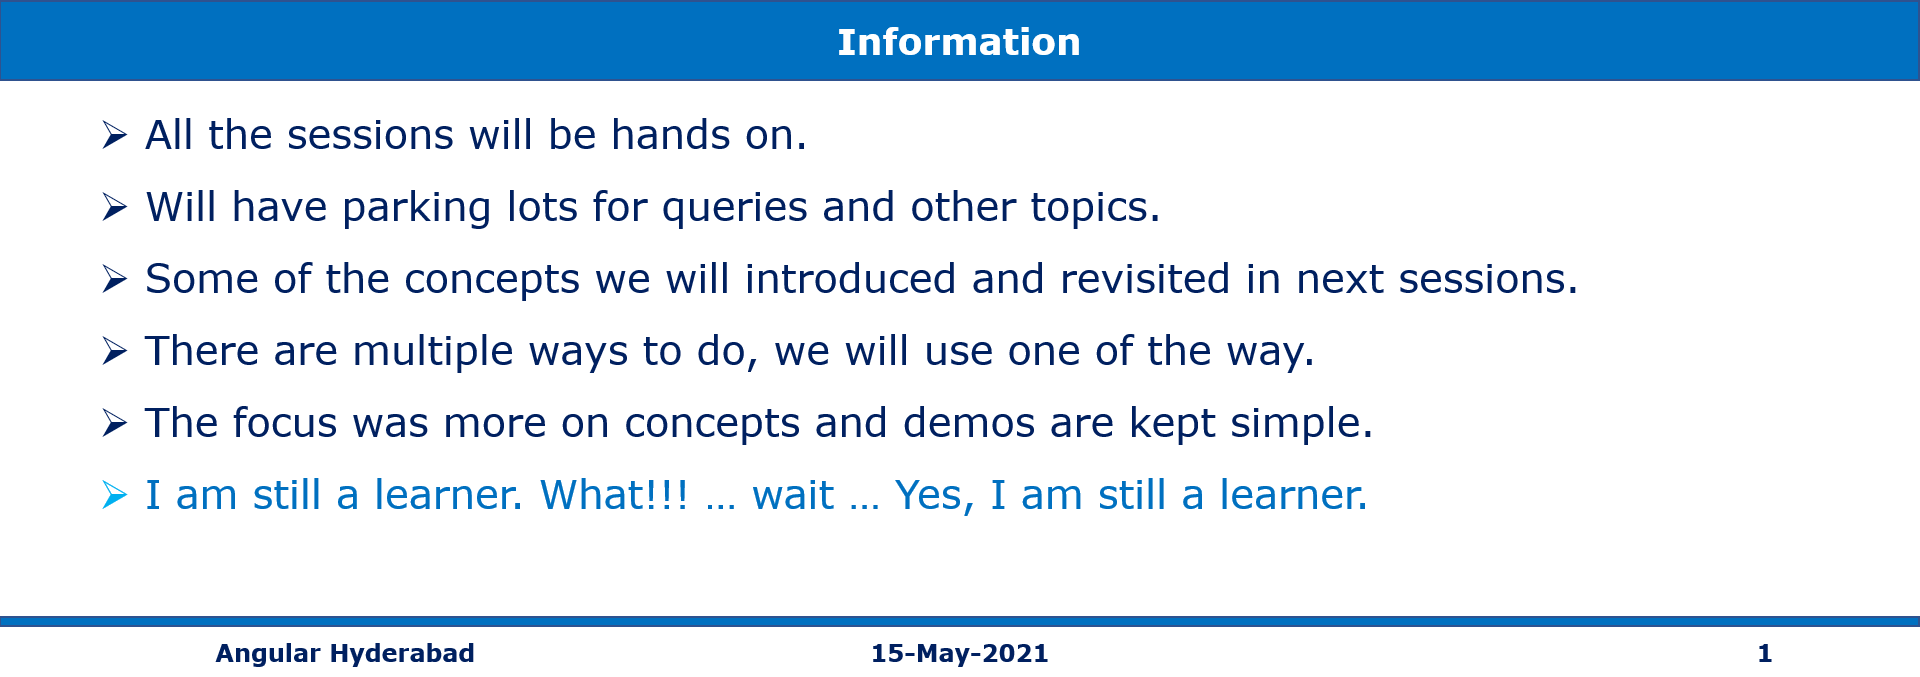 Information
All the sessions will be hands on.
Will have parking lots for queries and other topics.
Some of the concepts we will introduced and revisited in next sessions.
There are multiple ways to do, we will use one of the way.
The focus was more on concepts and demos are kept simple.
I am still a learner. What!!! … wait … Yes, I am still a learner.
Angular Hyderabad
15-May-2021
1